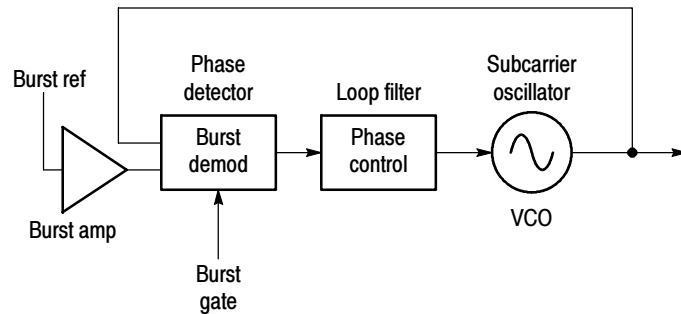 Burst ref
Phase
detector
Burst
demod
Loop filter
Phase
control
Subcarrier
oscillator
VCO
Burst amp
Burst
gate